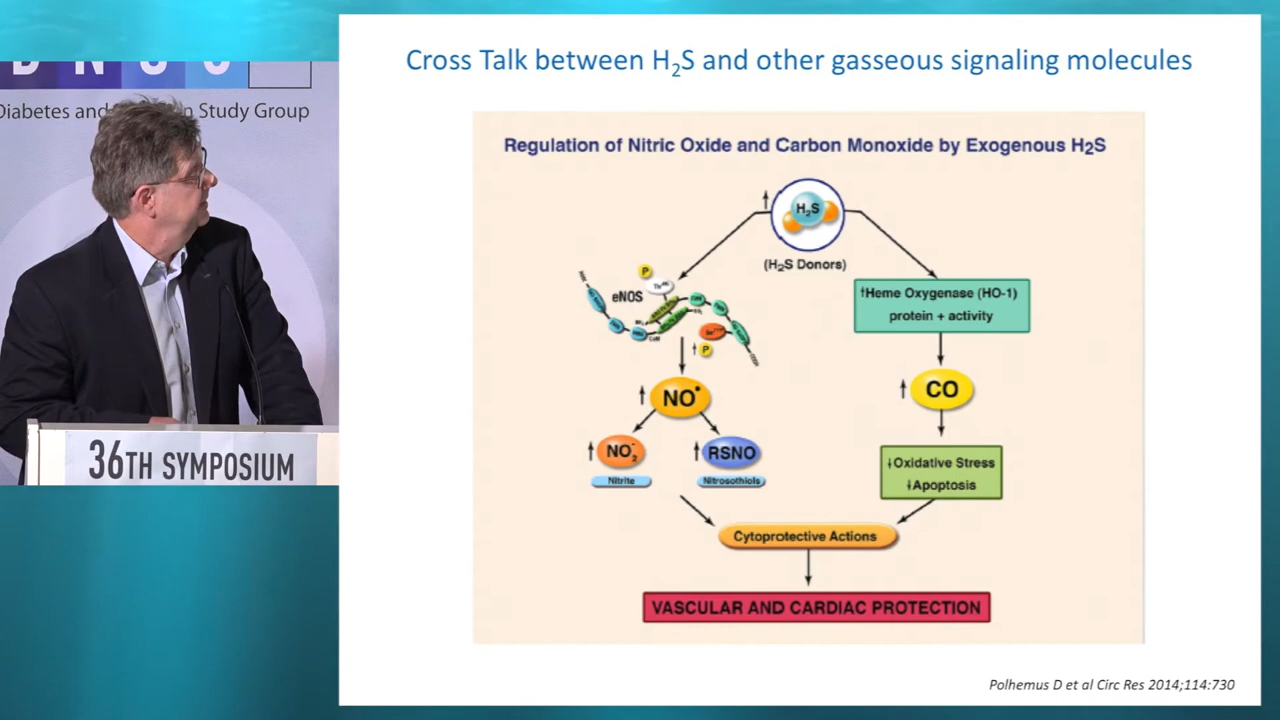 D N S G
Diabetes and n Study Group
36TH SYMPOSIUM
Cross Talk between H₂S and other gasseous signaling molecules
Regulation of Nitric Oxide and Carbon Monoxide by Exogenous H₂S
H₂S
(H₂S Donors)
P
eNOS
P
↑Heme Oxygenase (HO-1)
protein + activity
NO•
CO
NO₂⁻
RSNO
Nitrite
Nitrosothiols
↓Oxidative Stress
↓Apoptosis
Cytoprotective Actions
VASCULAR AND CARDIAC PROTECTION
Polhemus D et al Circ Res 2014;114:730